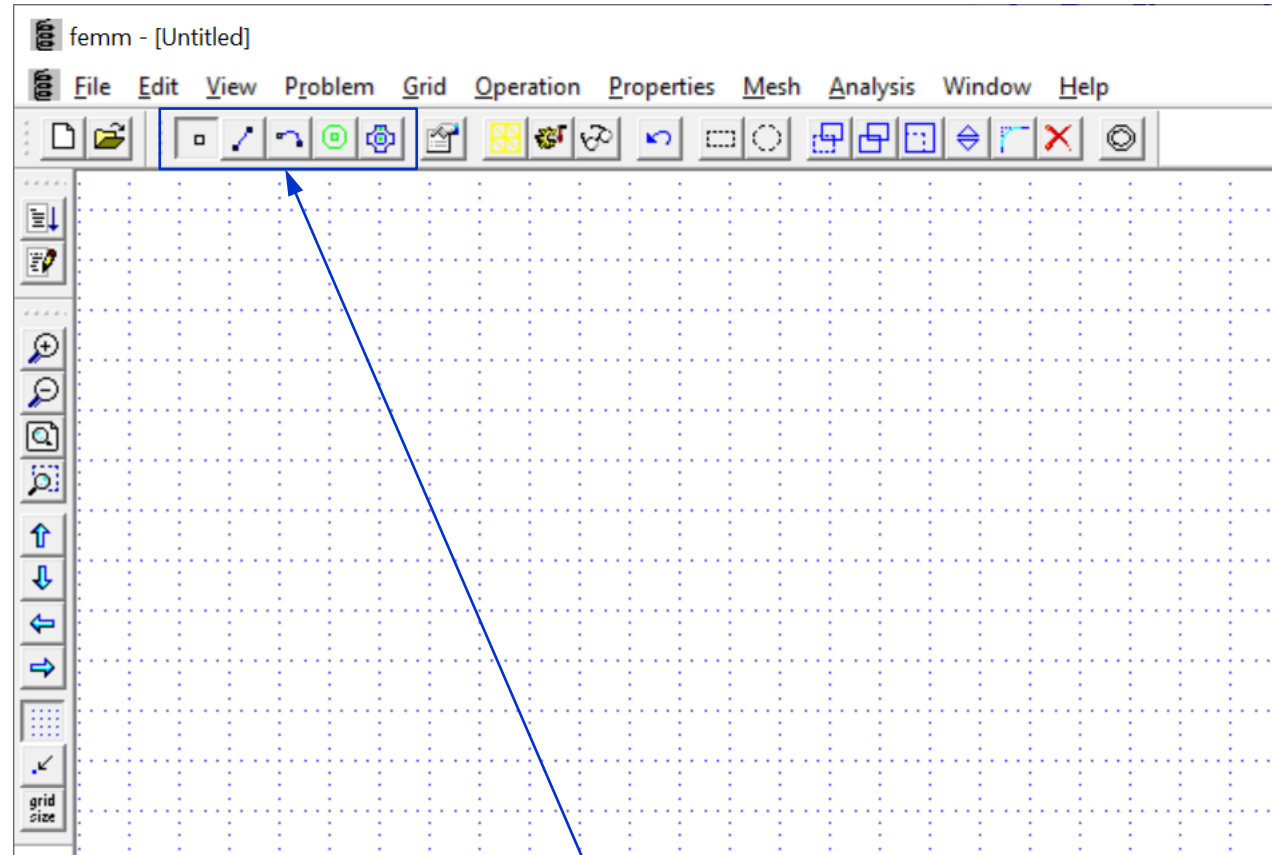 femm - [Untitled]
File Edit View Problem Grid Operation Properties Mesh Analysis Window Help
grid
size